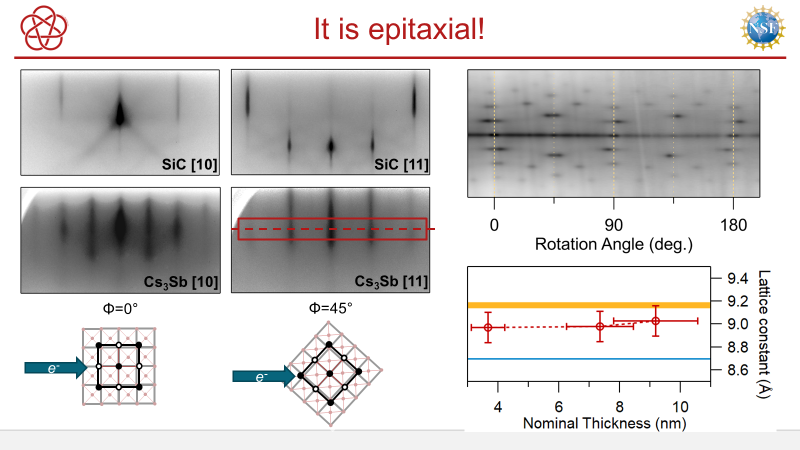 It is epitaxial!
NSF
SiC [10]
SiC [11]
Cs₃Sb [10]
Cs₃Sb [11]
Φ=0°
Φ=45°
e⁻
e⁻
0
90
180
Rotation Angle (deg.)
9.4
9.2
9.0
8.8
8.6
Lattice constant (Å)
4
6
8
10
Nominal Thickness (nm)